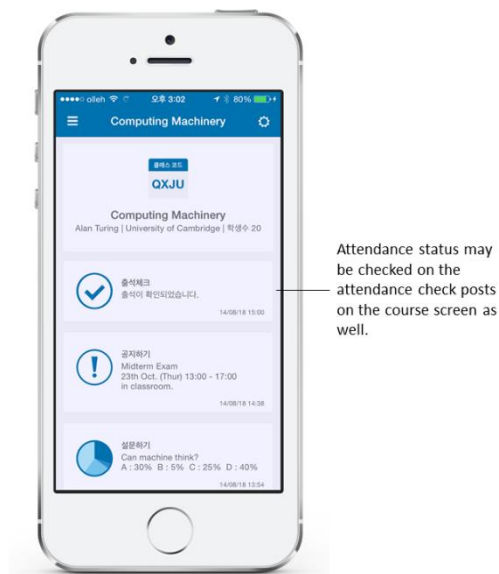 olleh 오후 3:02 80%
Computing Machinery
클래스 코드
QXJU
Computing Machinery
Alan Turing | University of Cambridge | 학생수 20
출석체크
출석이 확인되었습니다.
14/08/18 15:00
공지하기
Midterm Exam
23th Oct. (Thur) 13:00 - 17:00
in classroom.
14/08/18 14:38
설문하기
Can machine think?
A : 30% B : 5% C : 25% D : 40%
14/08/18 13:54
Attendance status may
be checked on the
attendance check posts
on the course screen as
well.